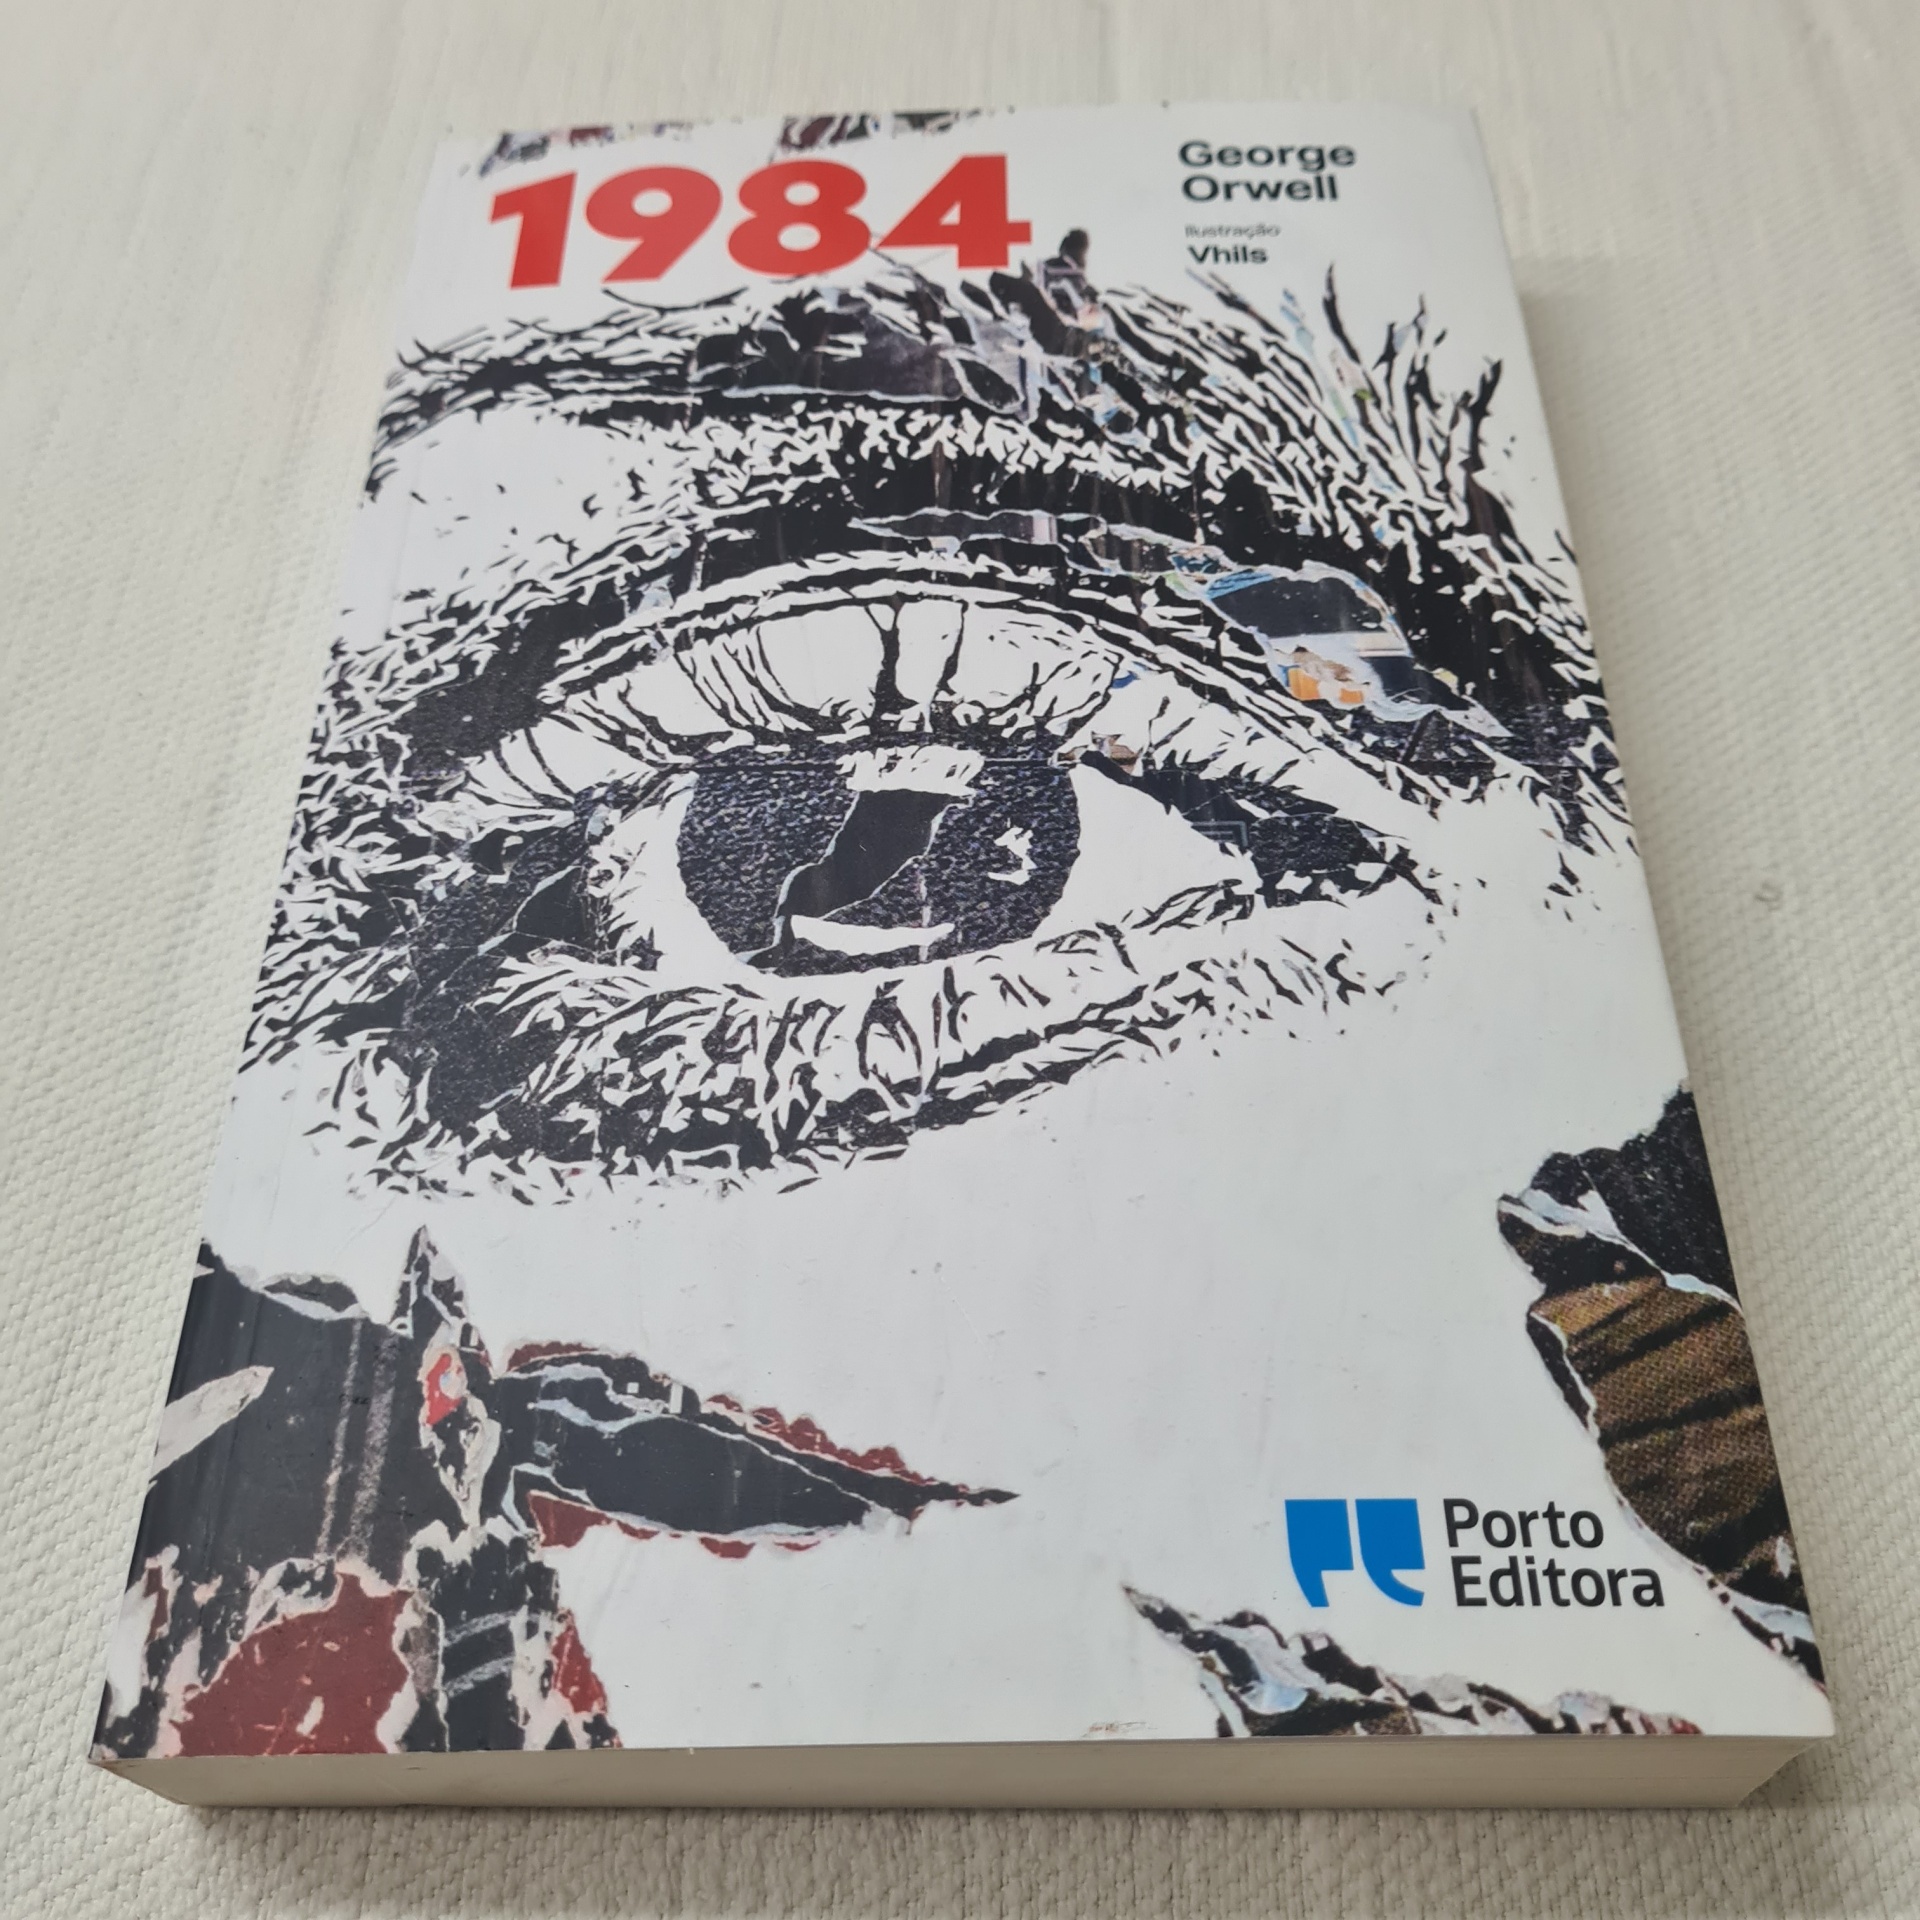 1984
George
Orwell
Ilustração
Vhils
Porto
Editora